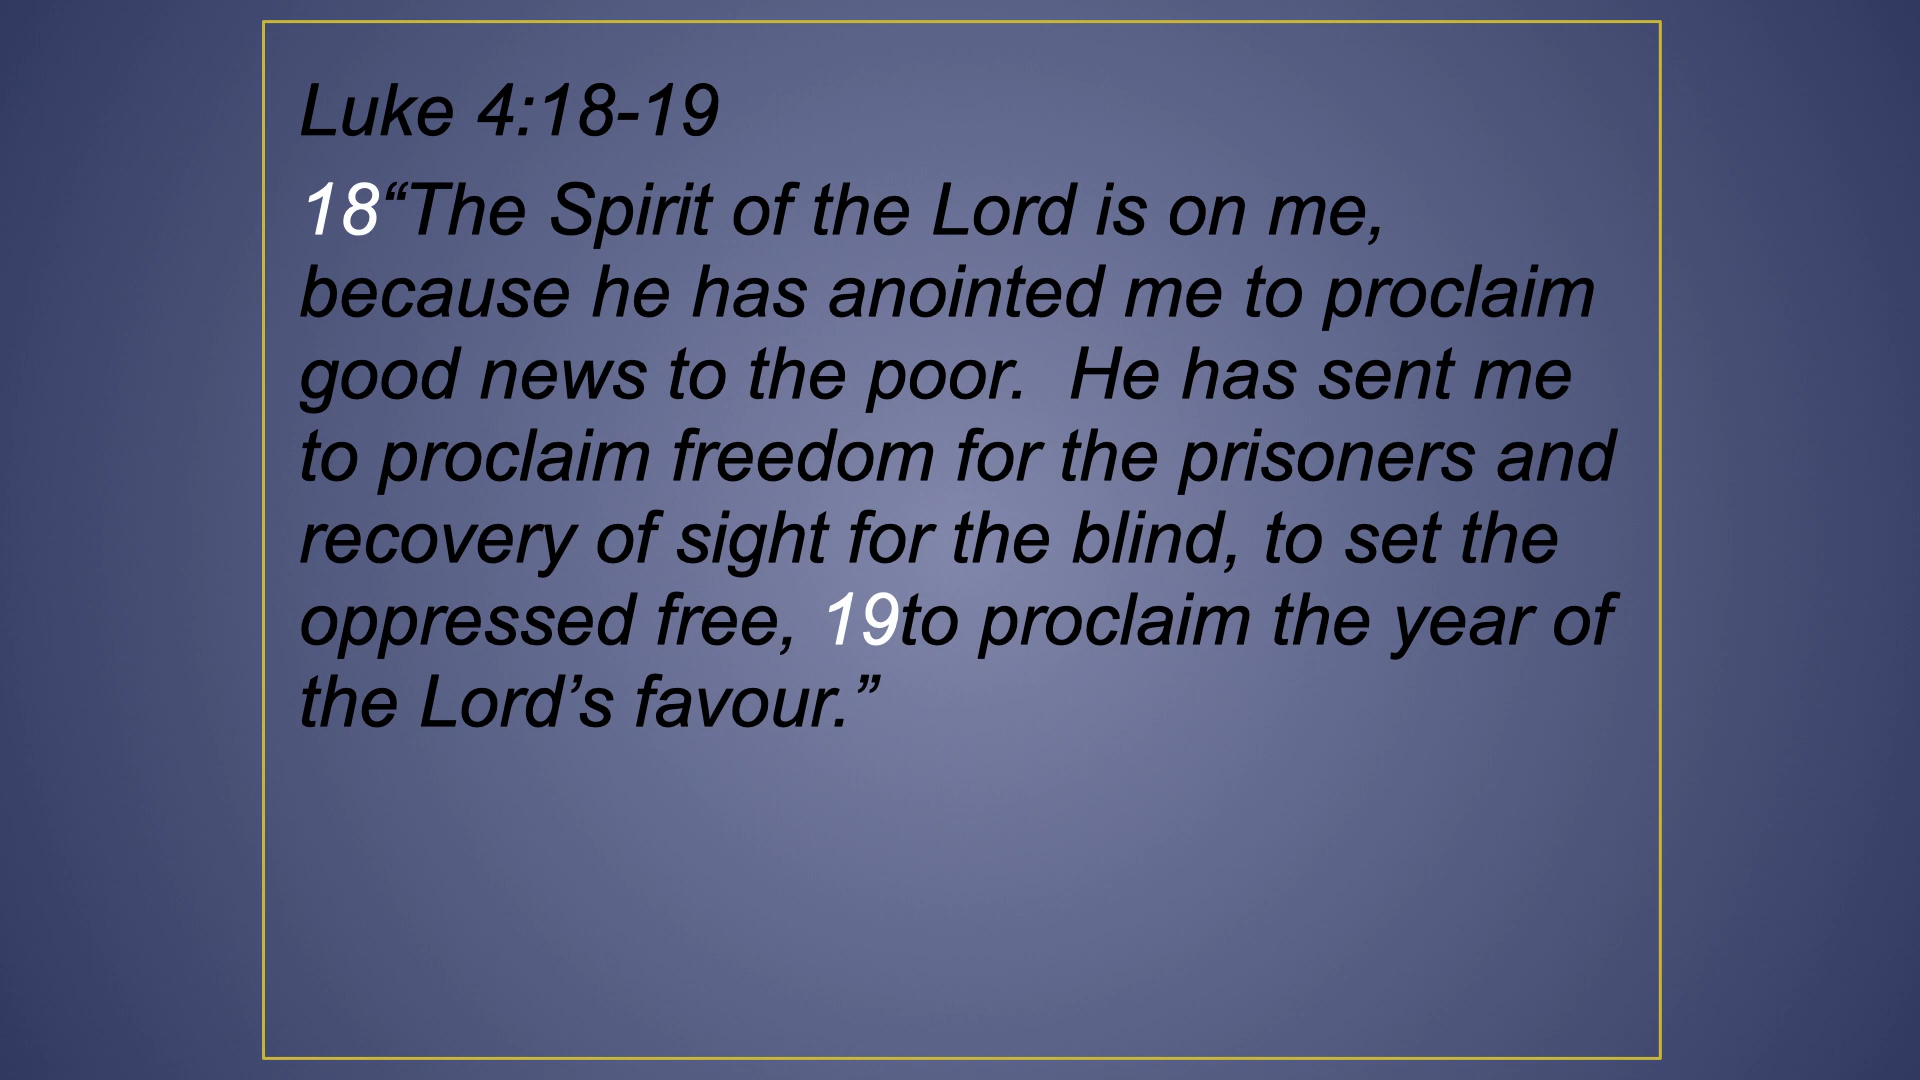 Luke 4:18-19
18“The Spirit of the Lord is on me,
because he has anointed me to proclaim
good news to the poor.  He has sent me
to proclaim freedom for the prisoners and
recovery of sight for the blind, to set the
oppressed free, 19to proclaim the year of
the Lord’s favour.”